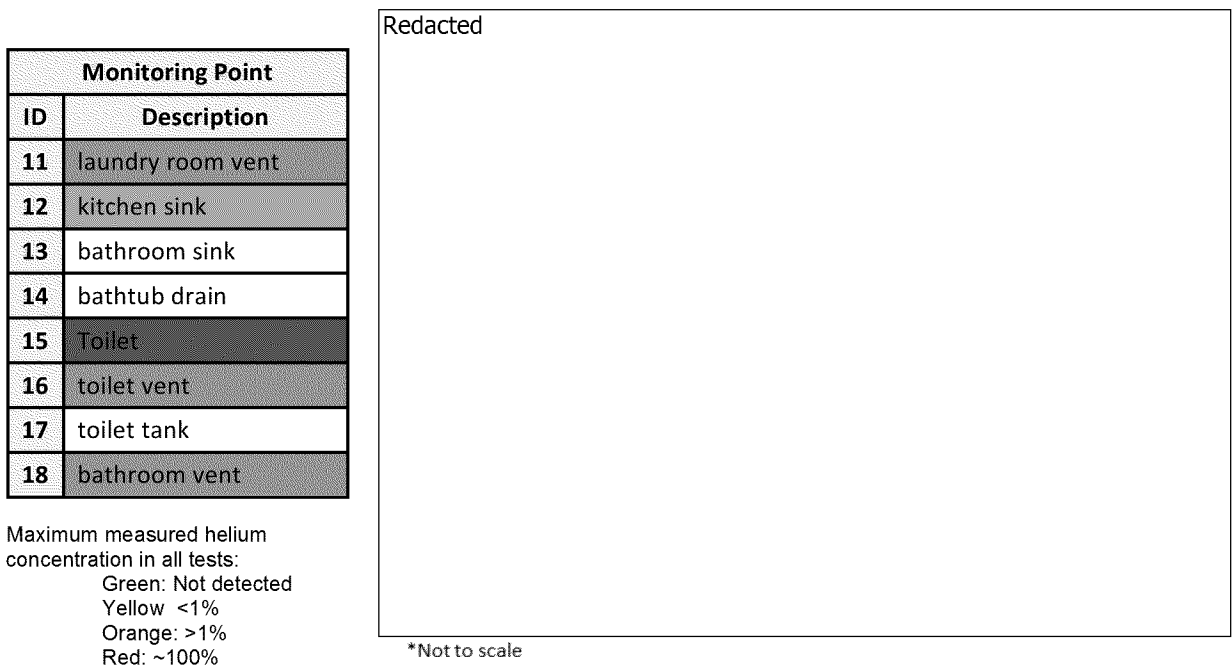 Redacted
Monitoring Point
ID Description
11 laundry room vent
12 kitchen sink
13 bathroom sink
14 bathtub drain
15 Toilet
16 toilet vent
17 toilet tank
18 bathroom vent
Maximum measured helium
concentration in all tests:
Green: Not detected
Yellow <1%
Orange: >1%
Red: ~100%
*Not to scale